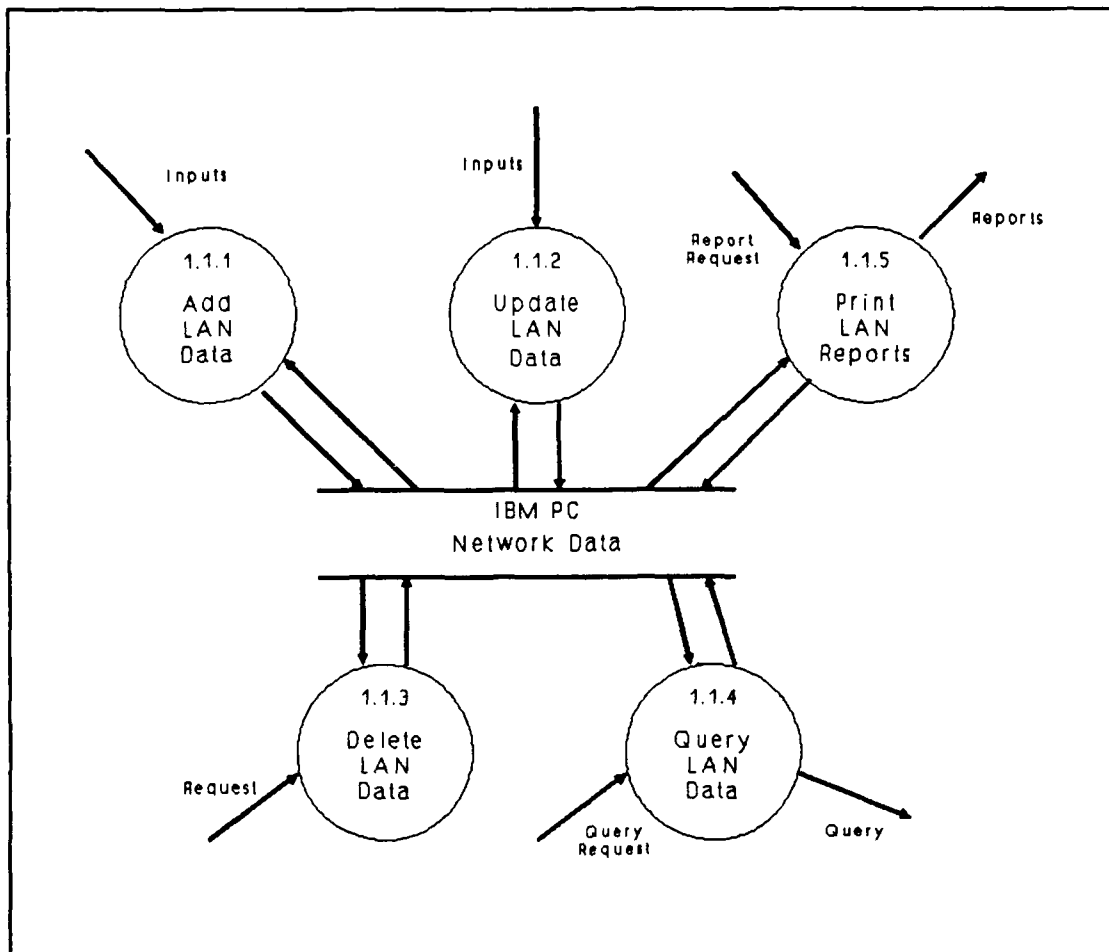 Inputs
Inputs
Report
Request
Reports
1.1.1
Add
LAN
Data
1.1.2
Update
LAN
Data
1.1.5
Print
LAN
Reports
IBM PC
Network Data
1.1.3
Delete
LAN
Data
Request
1.1.4
Query
LAN
Data
Query
Request
Query